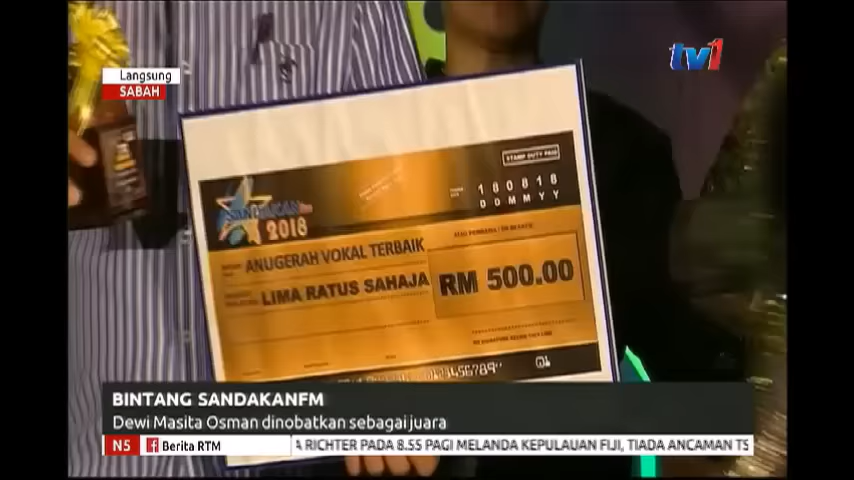 tv1
Langsung
SABAH
STAMP DUTY PAID
180818
DDMMYY
SANDAKAN
2018
ANUGERAH VOKAL TERBAIK
LIMA RATUS SAHAJA
RM 500.00
BINTANG SANDAKANFM
Dewi Masita Osman dinobatkan sebagai juara
N5 Berita RTM A RICHTER PADA 8.55 PAGI MELANDA KEPULAUAN FIJI, TIADA ANCAMAN TS